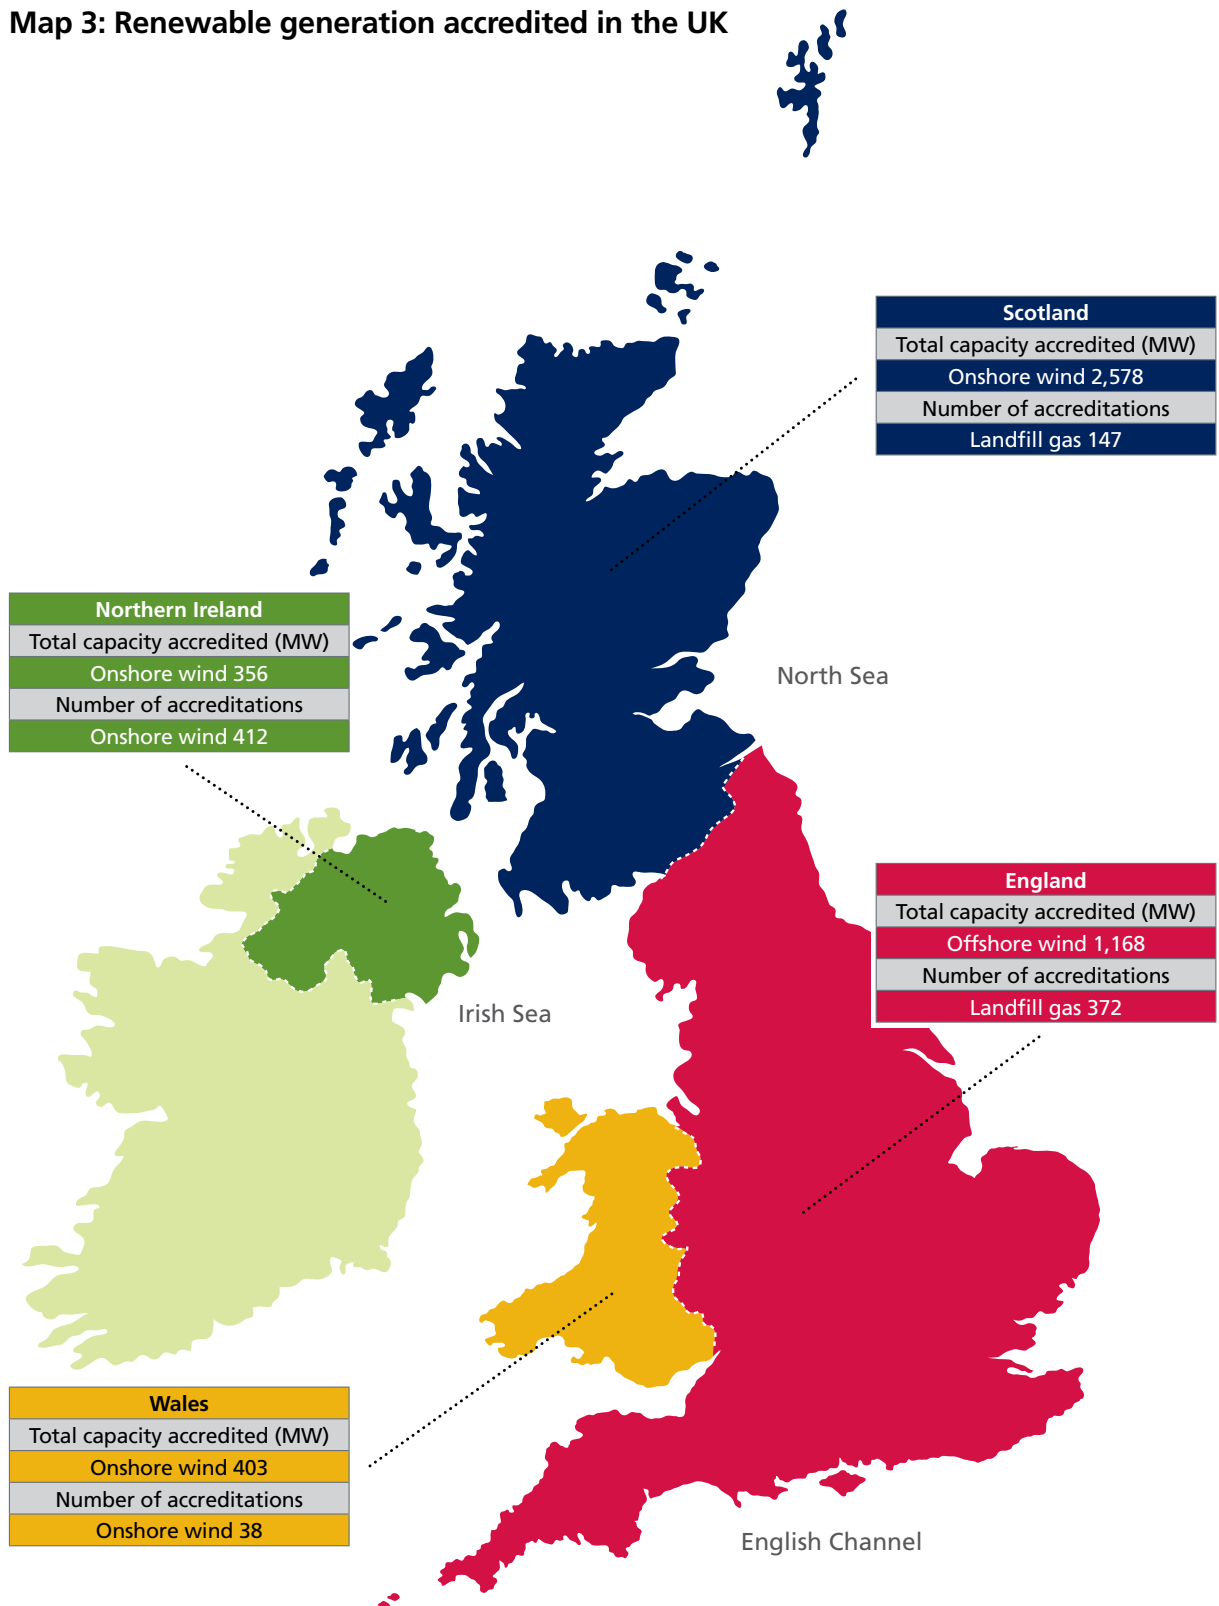 Map 3: Renewable generation accredited in the UK
Scotland
Total capacity accredited (MW)
Onshore wind 2,578
Number of accreditations
Landfill gas 147
Northern Ireland
Total capacity accredited (MW)
Onshore wind 356
Number of accreditations
Onshore wind 412
North Sea
England
Total capacity accredited (MW)
Offshore wind 1,168
Number of accreditations
Landfill gas 372
Irish Sea
Wales
Total capacity accredited (MW)
Onshore wind 403
Number of accreditations
Onshore wind 38
English Channel